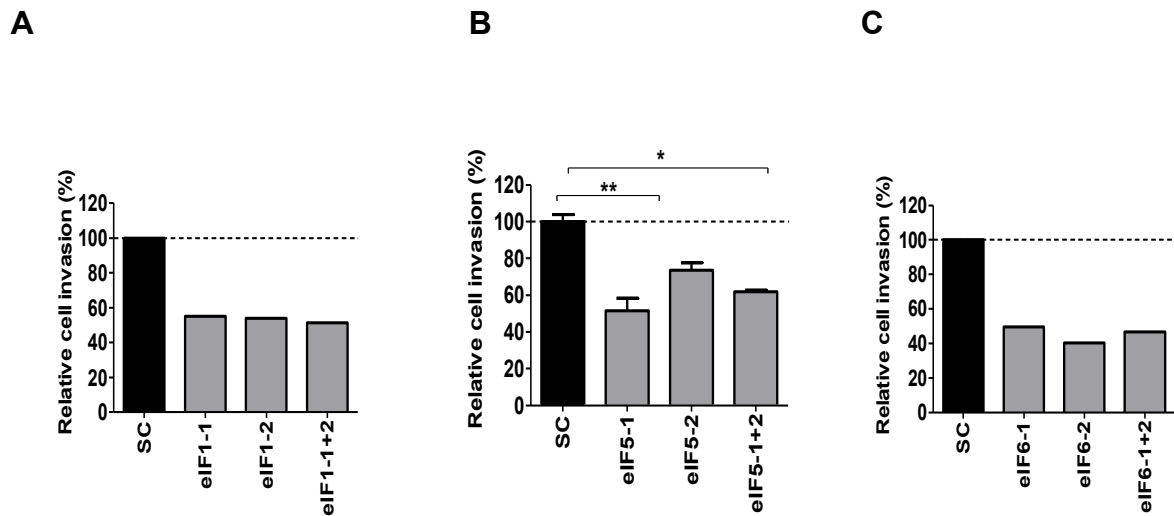 A
B
C
Relative cell invasion (%)
120
100
80
60
40
20
0
SC
eIF1-1
eIF1-2
eIF1-1+2
Relative cell invasion (%)
*
**
120
100
80
60
40
20
0
SC
eIF5-1
eIF5-2
eIF5-1+2
Relative cell invasion (%)
120
100
80
60
40
20
0
SC
eIF6-1
eIF6-2
eIF6-1+2